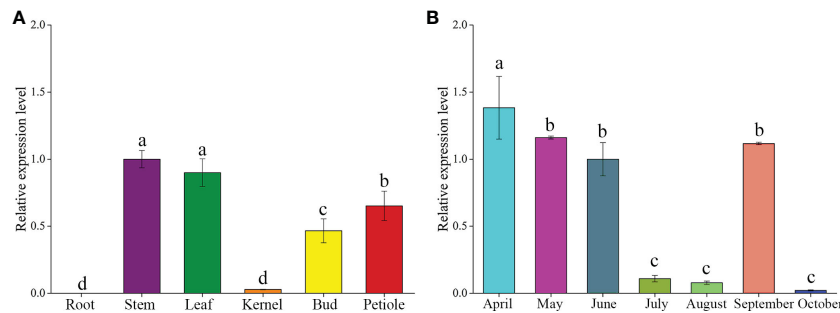 A
Relative expression level
2.0
1.5
1.0
0.5
0.0
d
a
a
d
c
b
Root Stem Leaf Kernel Bud Petiole
B
Relative expression level
2.0
1.5
1.0
0.5
0.0
a
b
b
c
c
b
c
April May June July August September October